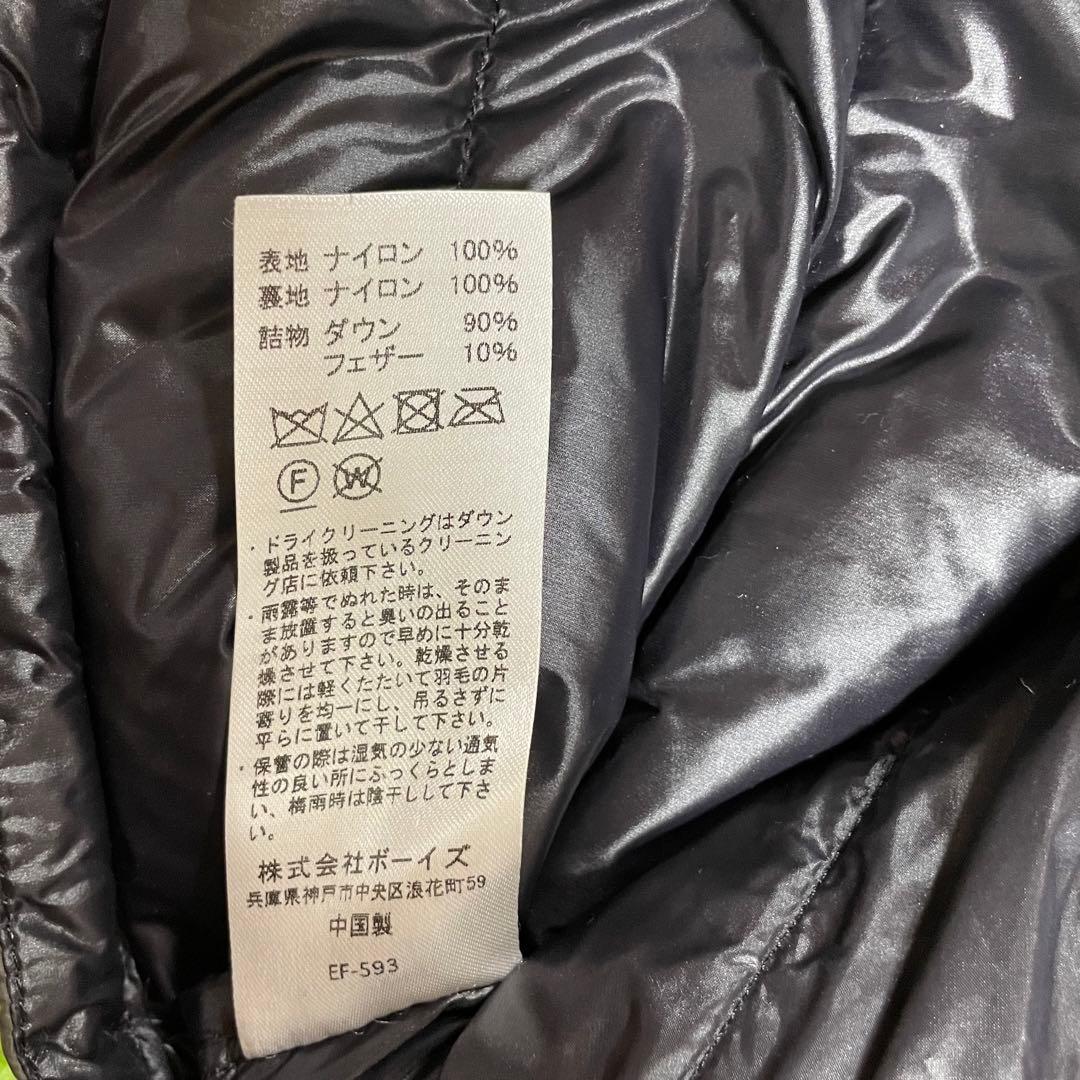 表地 ナイロン 100%
裏地 ナイロン 100%
詰物 ダウン 90%
フェザー 10%
F W
・ドライクリーニングはダウン
製品を扱っているクリーニン
グ店に依頼下さい。
・雨露等でぬれた時は、そのま
ま放置すると臭いの出ること
がありますので早めに十分乾
燥させて下さい。乾燥させる
際には軽くたたいて羽毛の片
寄りを均一にし、吊るさずに
平らに置いて干して下さい。
・保管の際は湿気の少ない通気
性の良い所にふっくらとしま
い、梅雨時は陰干しして下さ
い。
株式会社ボーイズ
兵庫県神戸市中央区浪花町59
中国製
EF-593